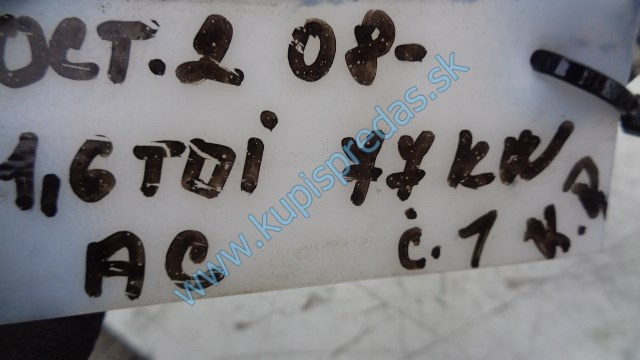 OCT.2 08-
1,6 TDI 77 KW
AC č.1
www.kupispredas.sk